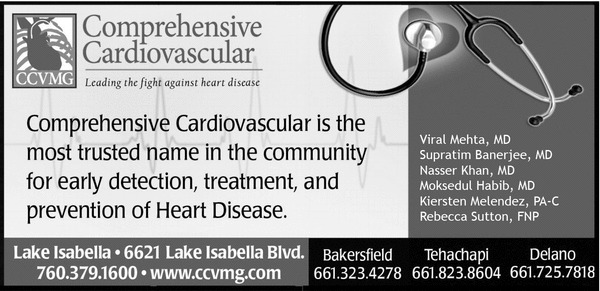 CCVMG
Comprehensive
Cardiovascular
Leading the fight against heart disease
Comprehensive Cardiovascular is the
most trusted name in the community
for early detection, treatment, and
prevention of Heart Disease.
Viral Mehta, MD
Supratim Banerjee, MD
Nasser Khan, MD
Moksedul Habib, MD
Kiersten Melendez, PA-C
Rebecca Sutton, FNP
Lake Isabella • 6621 Lake Isabella Blvd.
760.379.1600 • www.ccvmg.com
Bakersfield
661.323.4278
Tehachapi
661.823.8604
Delano
661.725.7818